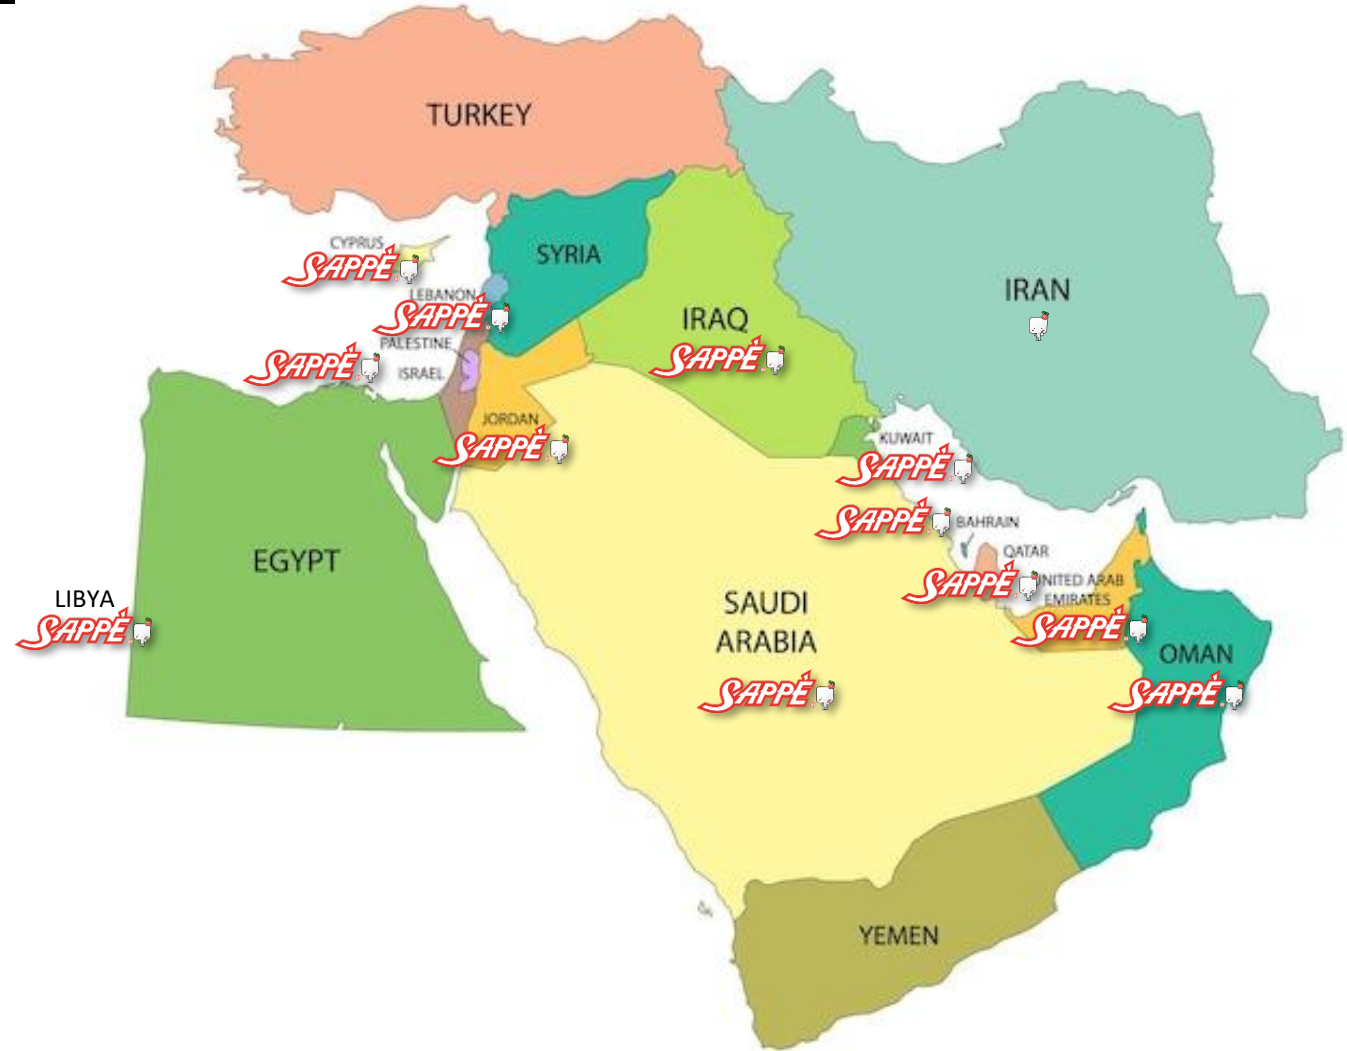 TURKEY
CYPRUS
SAPPÉ
SYRIA
LEBANON
SAPPÉ
IRAN
IRAQ
SAPPÉ
PALESTINE
SAPPÉ
ISRAEL
JORDAN
SAPPÉ
KUWAIT
SAPPÉ
SAPPÉ
BAHRAIN
QATAR
SAPPÉ
UNITED ARAB
EMIRATES
SAPPÉ
EGYPT
LIBYA
SAPPÉ
SAUDI
ARABIA
SAPPÉ
OMAN
SAPPÉ
YEMEN